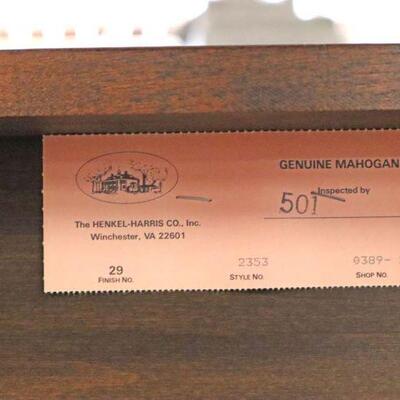 GENUINE MAHOGAN
Inspected by
501
The HENKEL-HARRIS CO., Inc.
Winchester, VA 22601
29 2353 0389-
FINISH NO. STYLE NO. SHOP NO.